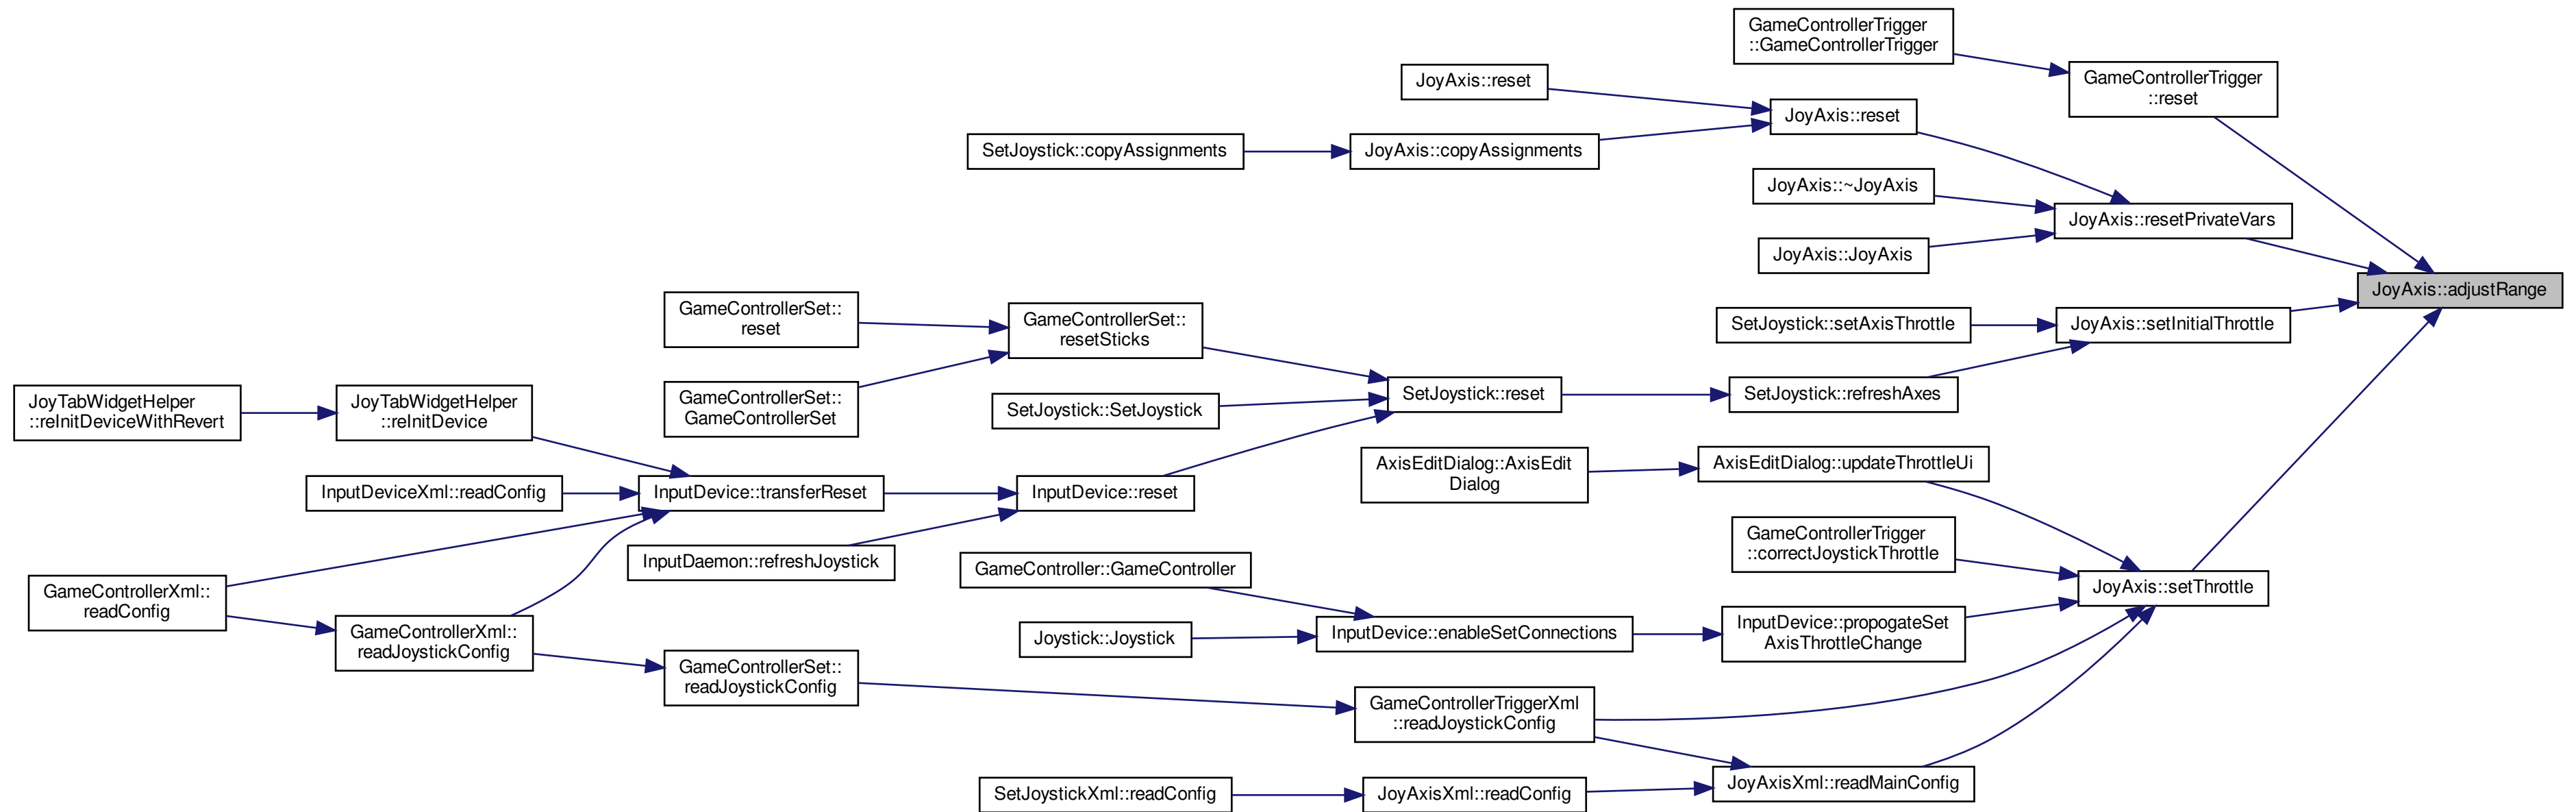 GameControllerTrigger
::GameControllerTrigger
GameControllerTrigger
::reset
JoyAxis::reset
JoyAxis::reset
SetJoystick::copyAssignments
JoyAxis::copyAssignments
JoyAxis::~JoyAxis
JoyAxis::resetPrivateVars
JoyAxis::JoyAxis
JoyAxis::adjustRange
GameControllerSet::
reset
GameControllerSet::
resetSticks
SetJoystick::setAxisThrottle
JoyAxis::setInitialThrottle
JoyTabWidgetHelper
::reInitDeviceWithRevert
JoyTabWidgetHelper
::reInitDevice
GameControllerSet::
GameControllerSet
SetJoystick::SetJoystick
SetJoystick::reset
SetJoystick::refreshAxes
AxisEditDialog::AxisEdit
Dialog
AxisEditDialog::updateThrottleUi
InputDeviceXml::readConfig
InputDevice::transferReset
InputDevice::reset
GameControllerTrigger
::correctJoystickThrottle
InputDaemon::refreshJoystick
GameController::GameController
JoyAxis::setThrottle
GameControllerXml::
readConfig
GameControllerXml::
readJoystickConfig
Joystick::Joystick
InputDevice::enableSetConnections
InputDevice::propogateSet
AxisThrottleChange
GameControllerSet::
readJoystickConfig
GameControllerTriggerXml
::readJoystickConfig
SetJoystickXml::readConfig
JoyAxisXml::readConfig
JoyAxisXml::readMainConfig